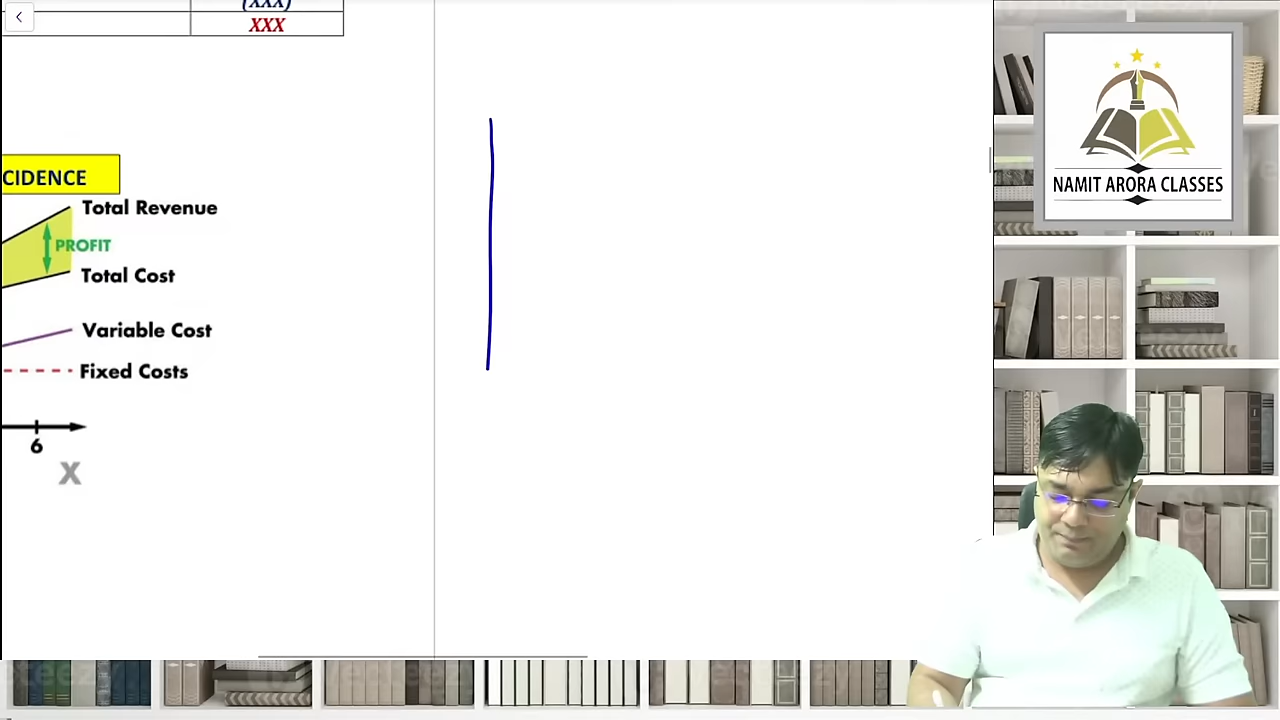 (XXX)
XXX
CIDENCE
Total Revenue
PROFIT
Total Cost
Variable Cost
Fixed Costs
6
X
NAMIT ARORA CLASSES